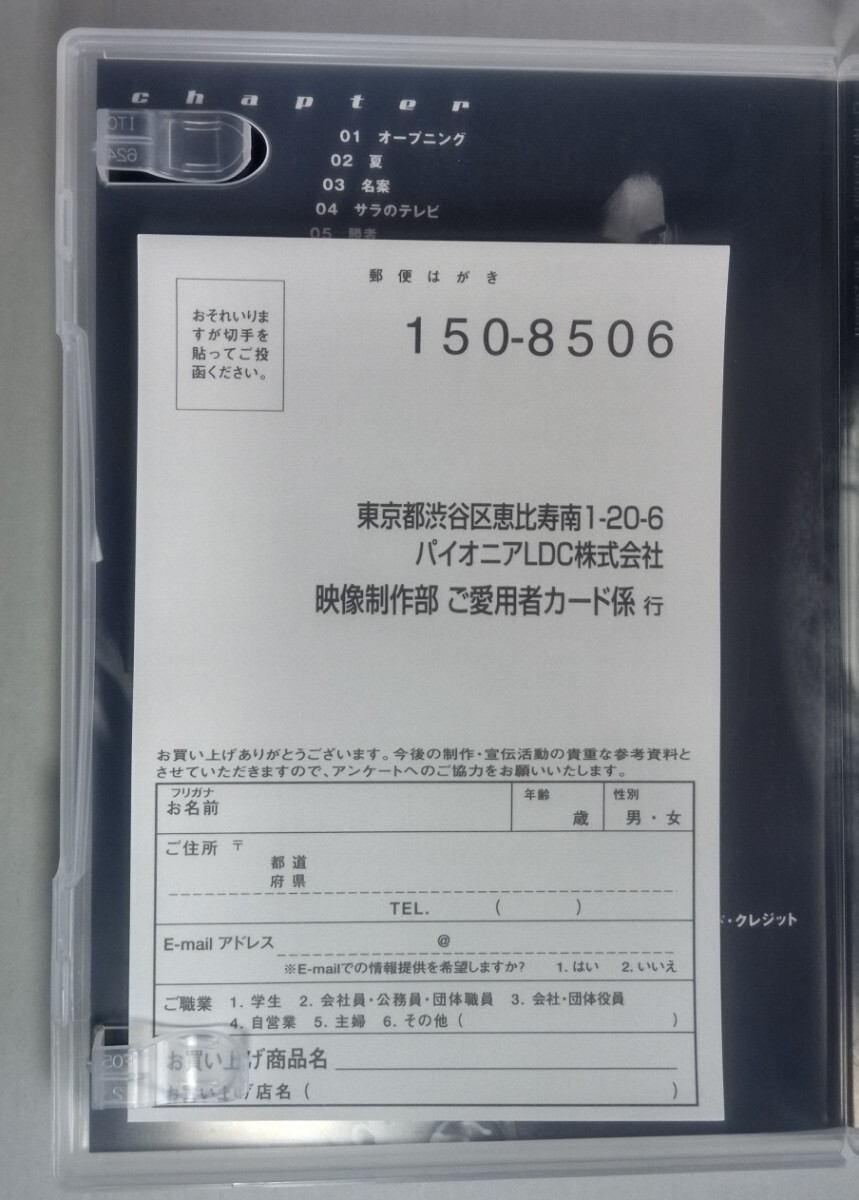 chapter
01 オープニング
02 夏
03 名案
04 サラのテレビ
05 勝者
郵便はがき
おそれいりま
すが切手を
貼ってご投
函ください。
150-8506
東京都渋谷区恵比寿南1-20-6
パイオニアLDC株式会社
映像制作部 ご愛用者カード係 行
お買い上げありがとうございます。今後の制作・宣伝活動の貴重な参考資料と
させていただきますので、アンケートへのご協力をお願いいたします。
フリガナ
お名前
年齢
歳
性別
男・女
ご住所 〒
都道
府県
TEL. ( )
・クレジット
E-mail アドレス @
※E-mailでの情報提供を希望しますか? 1. はい 2. いいえ
ご職業 1. 学生 2. 会社員・公務員・団体職員 3. 会社・団体役員
4. 自営業 5. 主婦 6. その他 ( )
お買い上げ商品名
お買い上げ店名 ( )